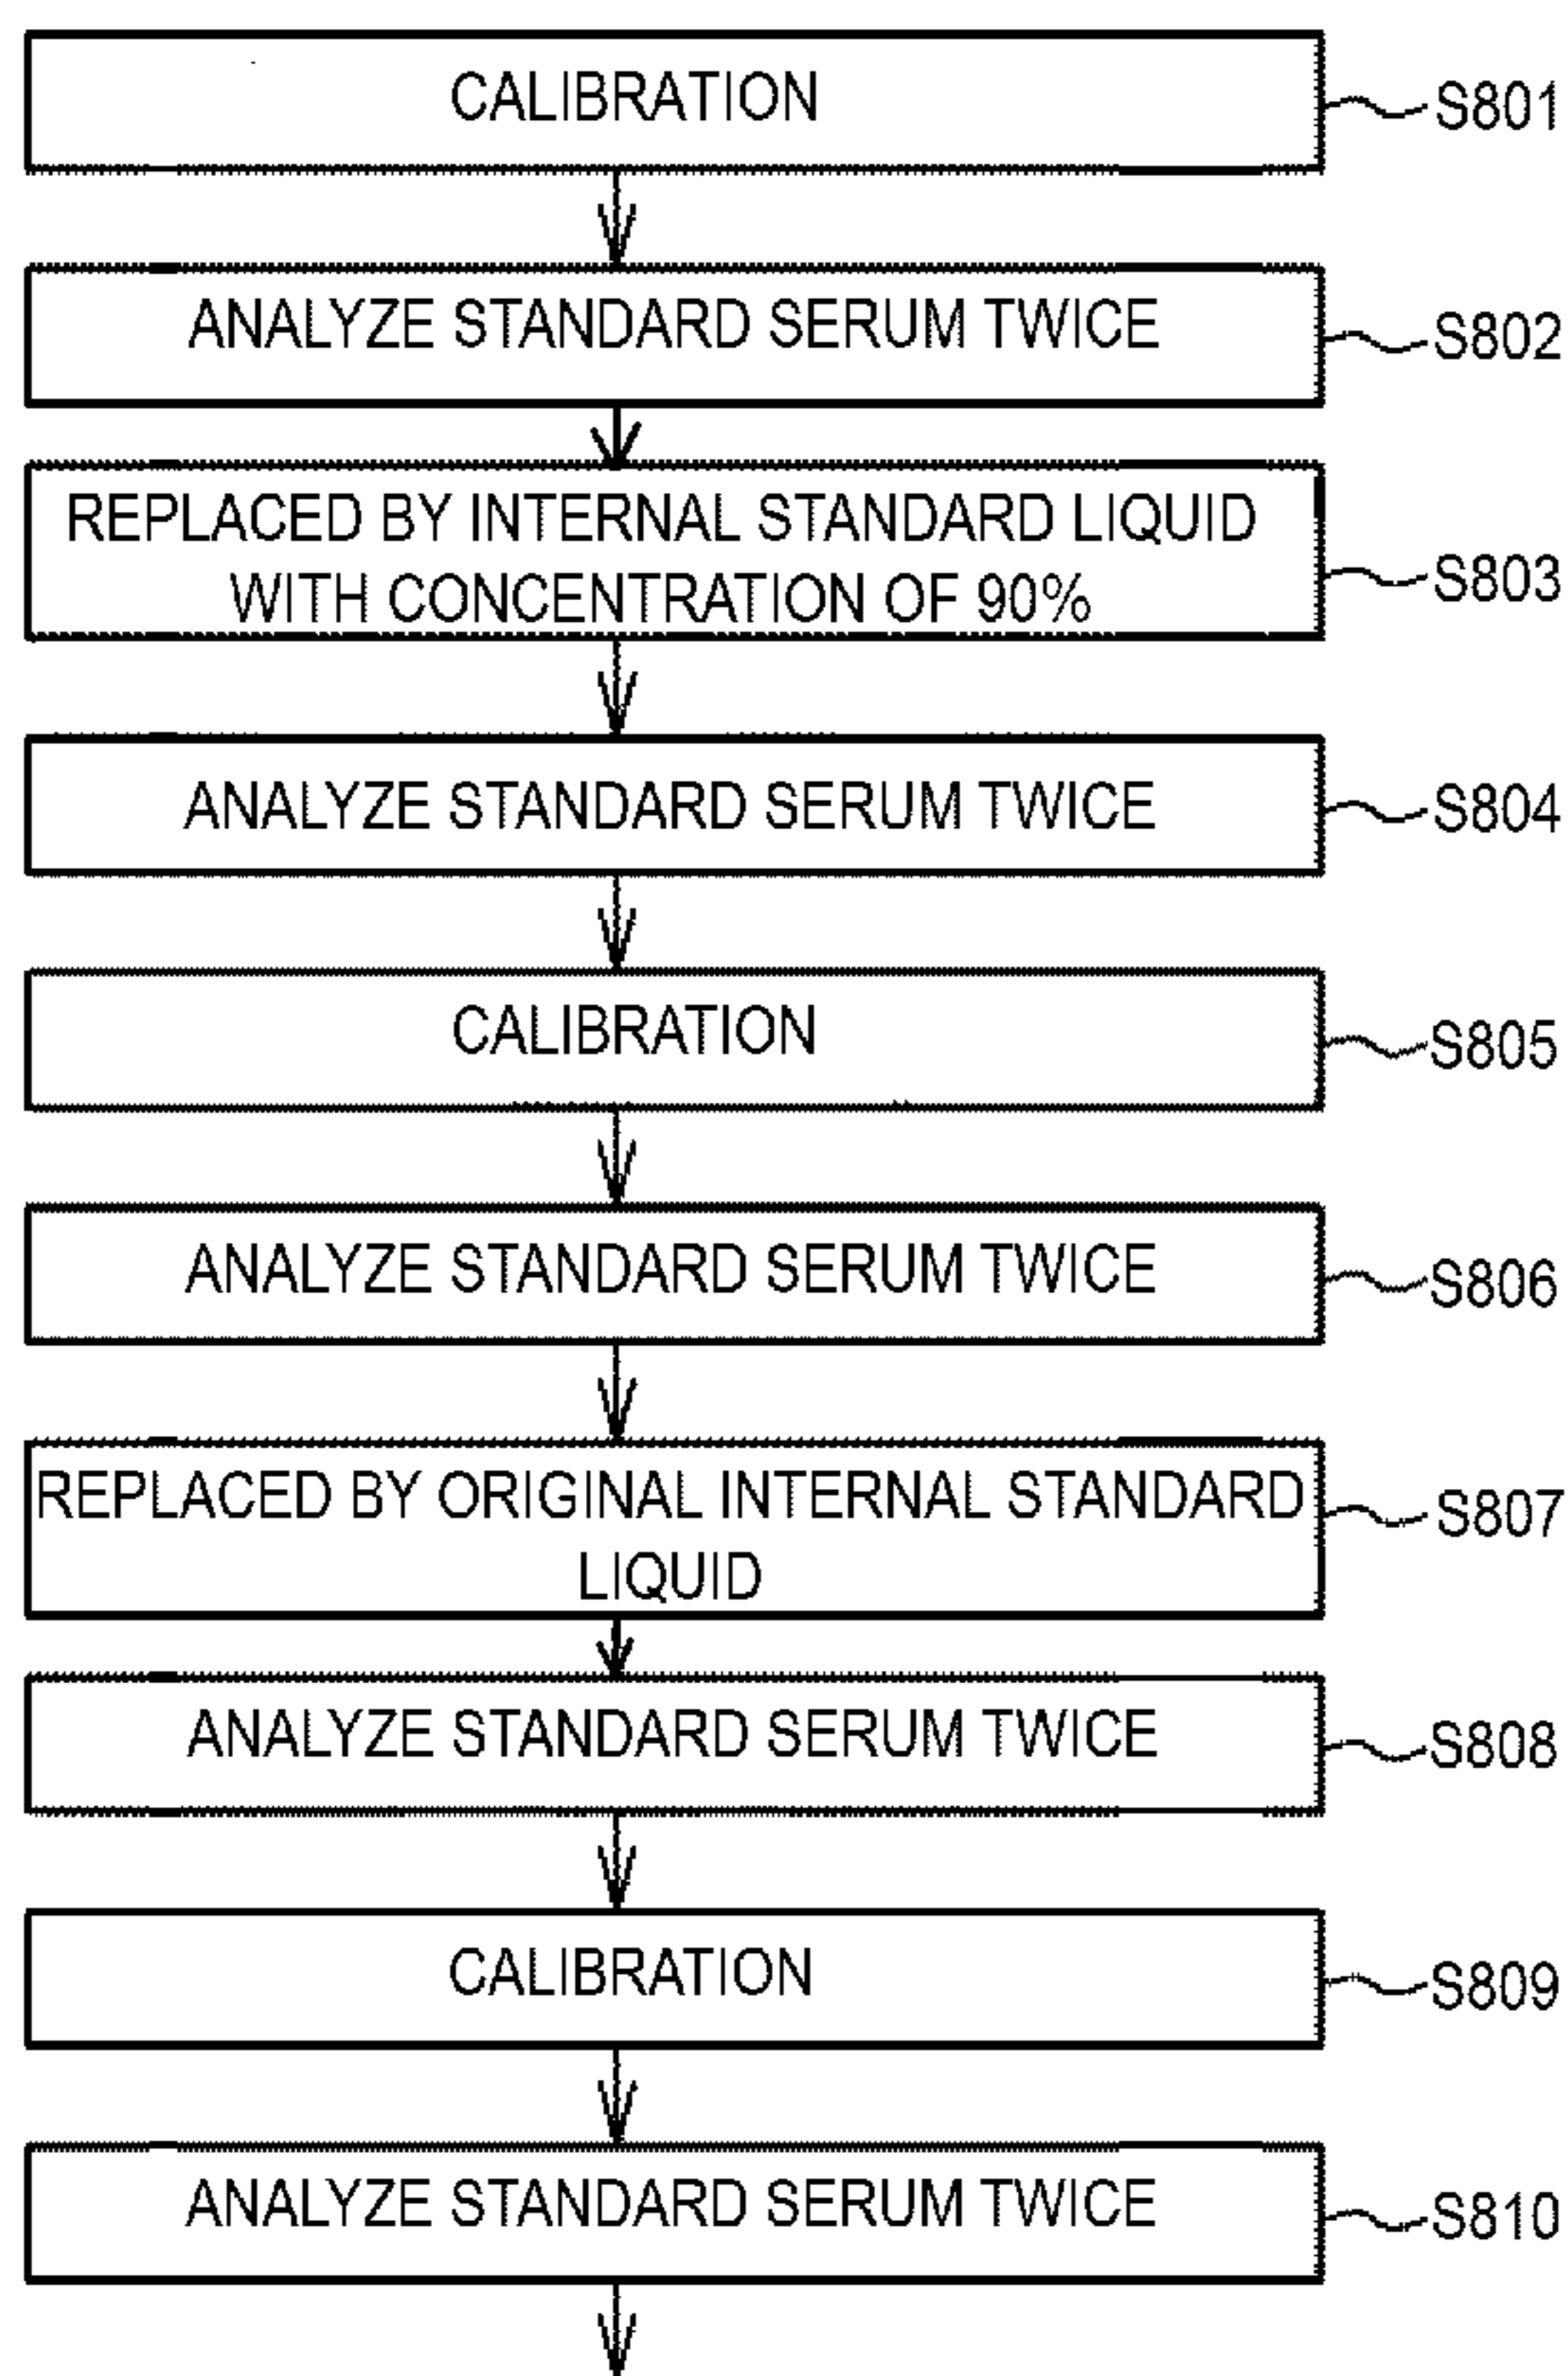 CALIBRATION
S801
ANALYZE STANDARD SERUM TWICE
S802
REPLACED BY INTERNAL STANDARD LIQUID
WITH CONCENTRATION OF 90%
S803
ANALYZE STANDARD SERUM TWICE
S804
CALIBRATION
S805
ANALYZE STANDARD SERUM TWICE
S806
REPLACED BY ORIGINAL INTERNAL STANDARD
LIQUID
S807
ANALYZE STANDARD SERUM TWICE
S808
CALIBRATION
S809
ANALYZE STANDARD SERUM TWICE
S810